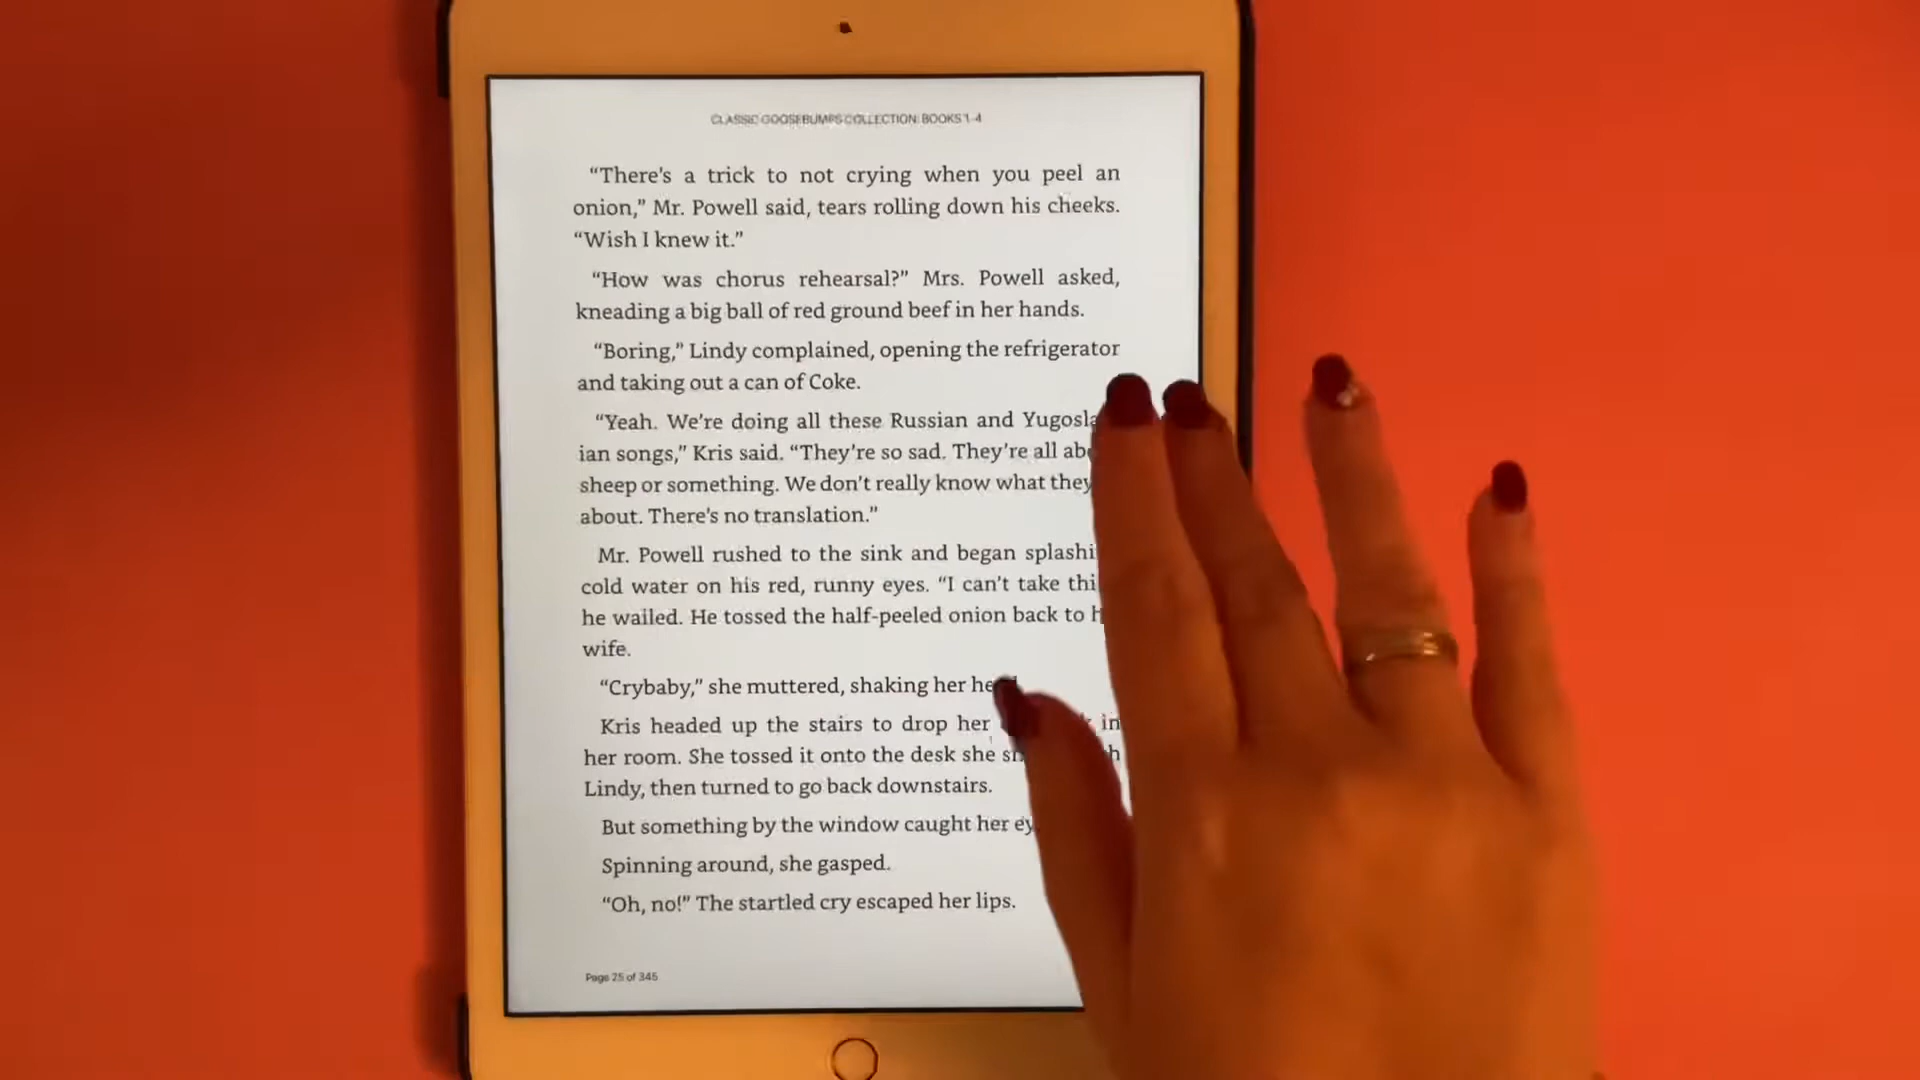 CLASSIC GOOSEBUMPS COLLECTION: BOOKS 1-4
“There’s a trick to not crying when you peel an
onion,” Mr. Powell said, tears rolling down his cheeks.
“Wish I knew it.”
“How was chorus rehearsal?” Mrs. Powell asked,
kneading a big ball of red ground beef in her hands.
“Boring,” Lindy complained, opening the refrigerator
and taking out a can of Coke.
“Yeah. We’re doing all these Russian and
ian songs,” Kris said. “They’re so sad. They’re all
sheep or something. We don’t really know what they
about. There’s no translation.”
Mr. Powell rushed to the sink and began
cold water on his red, runny eyes. “I can’t take
he wailed. He tossed the half-peeled onion back to
wife.
“Crybaby,” she muttered, shaking her
Kris headed up the stairs to drop her in
her room. She tossed it onto the desk she
Lindy, then turned to go back downstairs.
But something by the window caught her
Spinning around, she gasped.
“Oh, no!” The startled cry escaped her lips.
Page 25 of 345